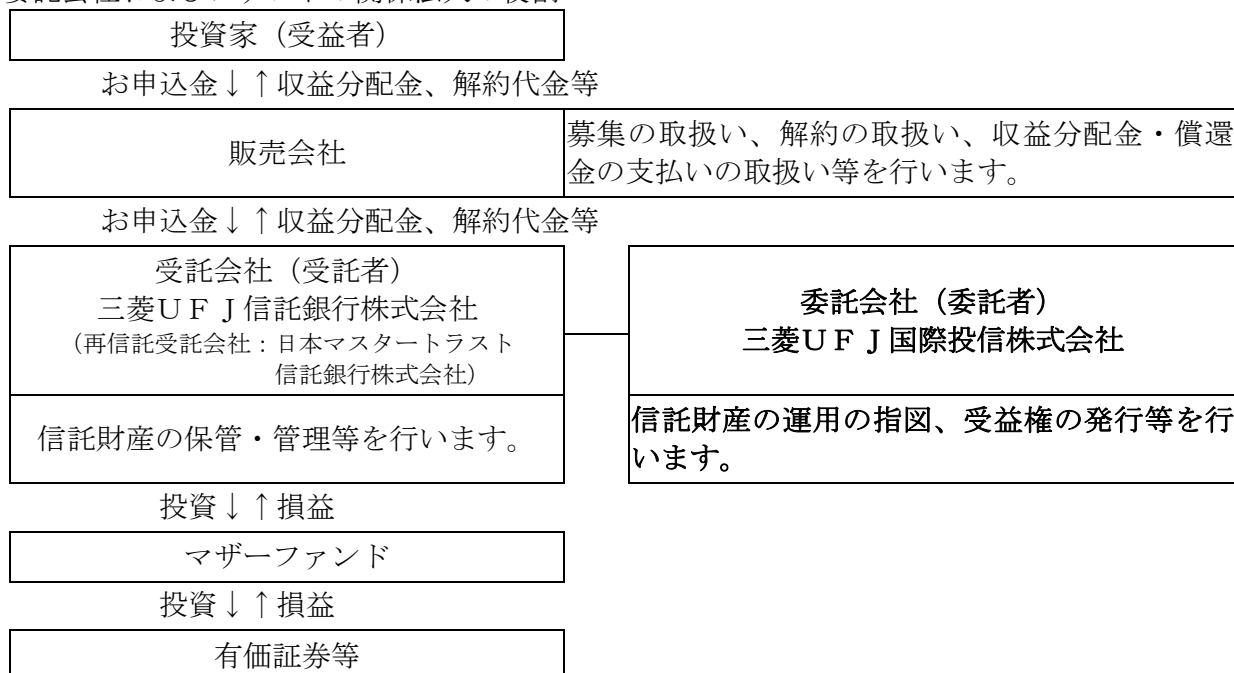 投資家（受益者）
お申込金↓↑収益分配金、解約代金等
販売会社
募集の取扱い、解約の取扱い、収益分配金・償還
金の支払いの取扱い等を行います。
お申込金↓↑収益分配金、解約代金等
受託会社（受託者）
三菱ＵＦＪ信託銀行株式会社
（再信託受託会社：日本マスタートラスト
信託銀行株式会社）
委託会社（委託者）
三菱ＵＦＪ国際投信株式会社
信託財産の保管・管理等を行います。
信託財産の運用の指図、受益権の発行等を行
います。
投資↓↑損益
マザーファンド
投資↓↑損益
有価証券等